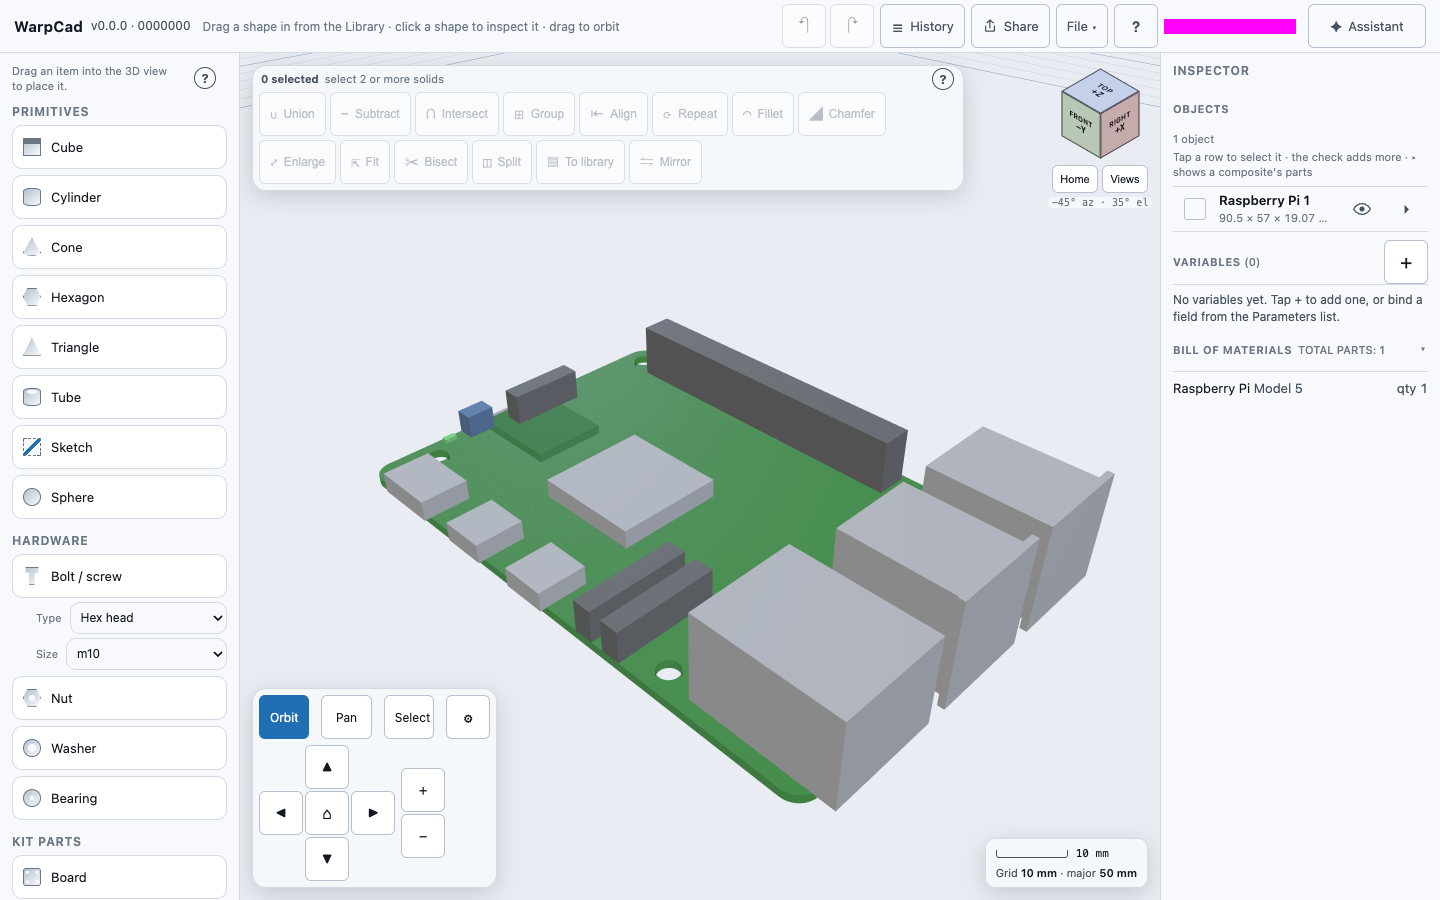 WarpCad v0.0.0 · 0000000 Drag a shape in from the Library · click a shape to inspect it · drag to orbit
History
Share
File
?
Assistant
Drag an item into the 3D view
to place it.
?
PRIMITIVES
Cube
Cylinder
Cone
Hexagon
Triangle
Tube
Sketch
Sphere
HARDWARE
Bolt / screw
Type Hex head
Size m10
Nut
Washer
Bearing
KIT PARTS
Board
0 selected select 2 or more solids
?
Union
Subtract
Intersect
Group
Align
Repeat
Fillet
Chamfer
Enlarge
Fit
Bisect
Split
To library
Mirror
TOP
+Z
FRONT
−Y
RIGHT
+X
Home
Views
−45° az · 35° el
Orbit
Pan
Select
+
−
10 mm
Grid 10 mm · major 50 mm
INSPECTOR
OBJECTS
1 object
Tap a row to select it · the check adds more · ▸
shows a composite's parts
Raspberry Pi 1
90.5 × 57 × 19.07 ...
VARIABLES (0)
+
No variables yet. Tap + to add one, or bind a
field from the Parameters list.
BILL OF MATERIALS TOTAL PARTS: 1
Raspberry Pi Model 5 qty 1